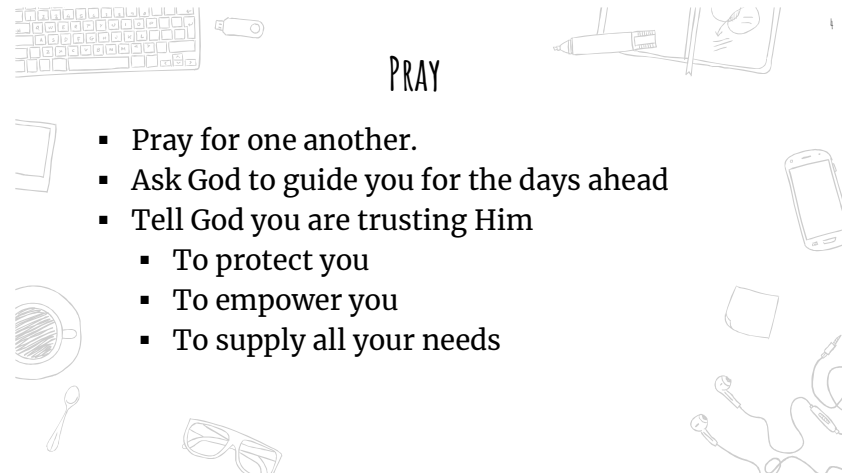 4
Pray
▪ Pray for one another.
▪ Ask God to guide you for the days ahead
▪ Tell God you are trusting Him
▪ To protect you
▪ To empower you
▪ To supply all your needs